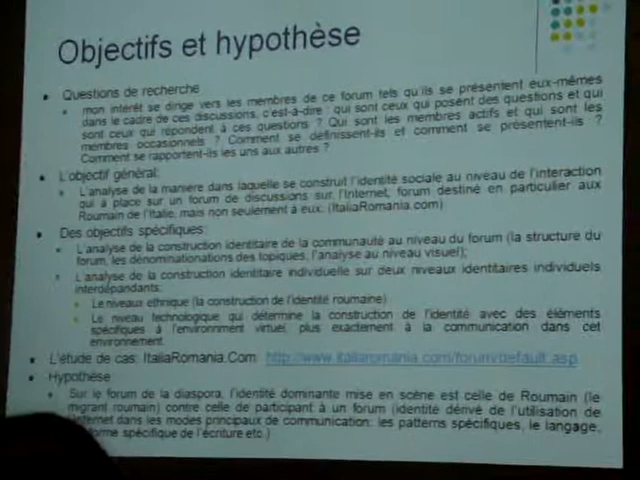 Objectifs et hypothèse
Questions de recherche
mon intérêt se dirige vers les membres de ce forum tels qu'ils se présentent eux-mêmes
dans le cadre de ces discussions, c'est-à-dire : qui sont ceux qui posent des questions et qui
sont ceux qui répondent à ces questions ? Qui sont les membres actifs et qui sont les
membres occasionnels ? Comment se définissent-ils et comment se présentent-ils ?
Comment se rapportent-ils les uns aux autres ?
L'objectif général:
L'analyse de la manière dans laquelle se construit l'identité sociale au niveau de l'interaction
qui a place sur un forum de discussions sur l'Internet, forum destiné en particulier aux
Roumain de l'Italie, mais non seulement à eux. (ItaliaRomania.com)
Des objectifs spécifiques:
L'analyse de la construction identitaire de la communauté au niveau du forum (la structure du
forum, les dénominations des topiques, l'analyse au niveau visuel);
L'analyse de la construction identitaire individuelle sur deux niveaux identitaires individuels
interdépendants:
Le niveaux ethnique (la construction de l'identité roumaine)
Le niveau technologique qui détermine la construction de l'identité avec des éléments
spécifiques à l'environnment virtuel, plus exactement à la communication dans cet
environnement.
L'étude de cas: ItaliaRomania.Com http://www.italiaromania.com/forum/default.asp
Hypothèse
Sur le forum de la diaspora, l'identité dominante mise en scène est celle de Roumain (le
migrant roumain) contre celle de participant à un forum (identité dérivé de l'utilisation de
Internet dans les modes principaux de communication: les patterns spécifiques, le langage,
forme spécifique de l'écriture etc.)